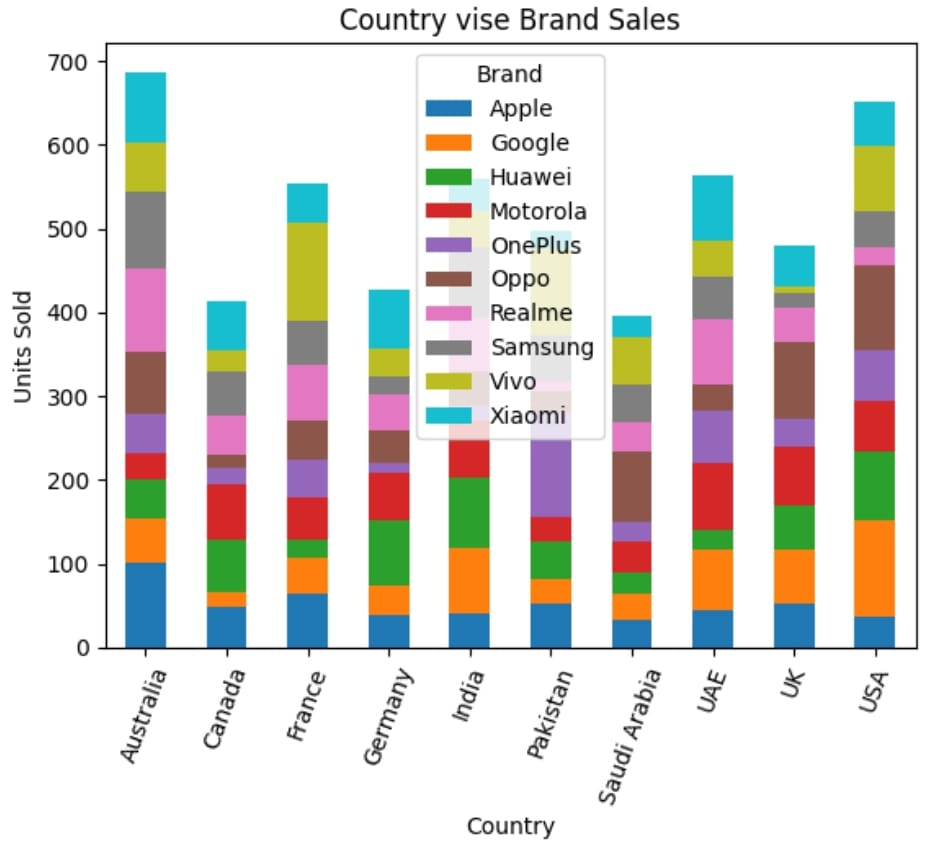 Country vise Brand Sales
Units Sold
700
600
500
400
300
200
100
0
Brand
Apple
Google
Huawei
Motorola
OnePlus
Oppo
Realme
Samsung
Vivo
Xiaomi
Australia
Canada
France
Germany
India
Pakistan
Saudi Arabia
UAE
UK
USA
Country